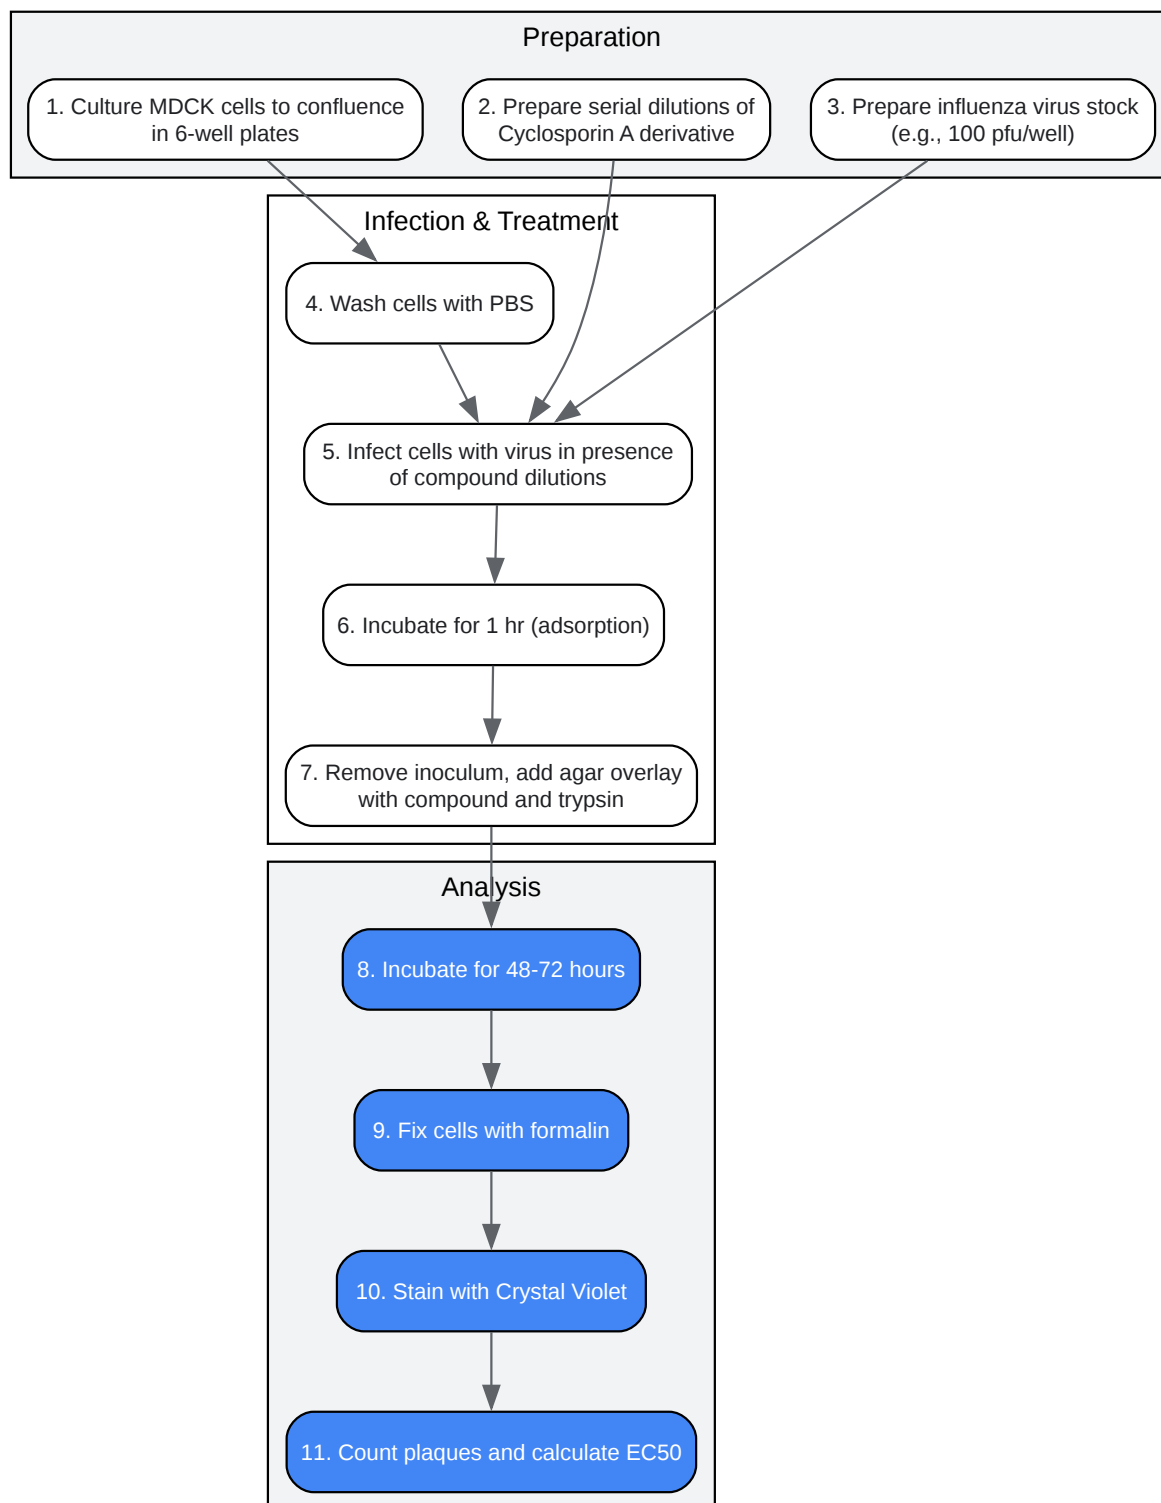 Preparation
1. Culture MDCK cells to confluence
in 6-well plates
2. Prepare serial dilutions of
Cyclosporin A derivative
3. Prepare influenza virus stock
(e.g., 100 pfu/well)
Infection & Treatment
4. Wash cells with PBS
5. Infect cells with virus in presence
of compound dilutions
6. Incubate for 1 hr (adsorption)
7. Remove inoculum, add agar overlay
with compound and trypsin
Analysis
8. Incubate for 48-72 hours
9. Fix cells with formalin
10. Stain with Crystal Violet
11. Count plaques and calculate EC50